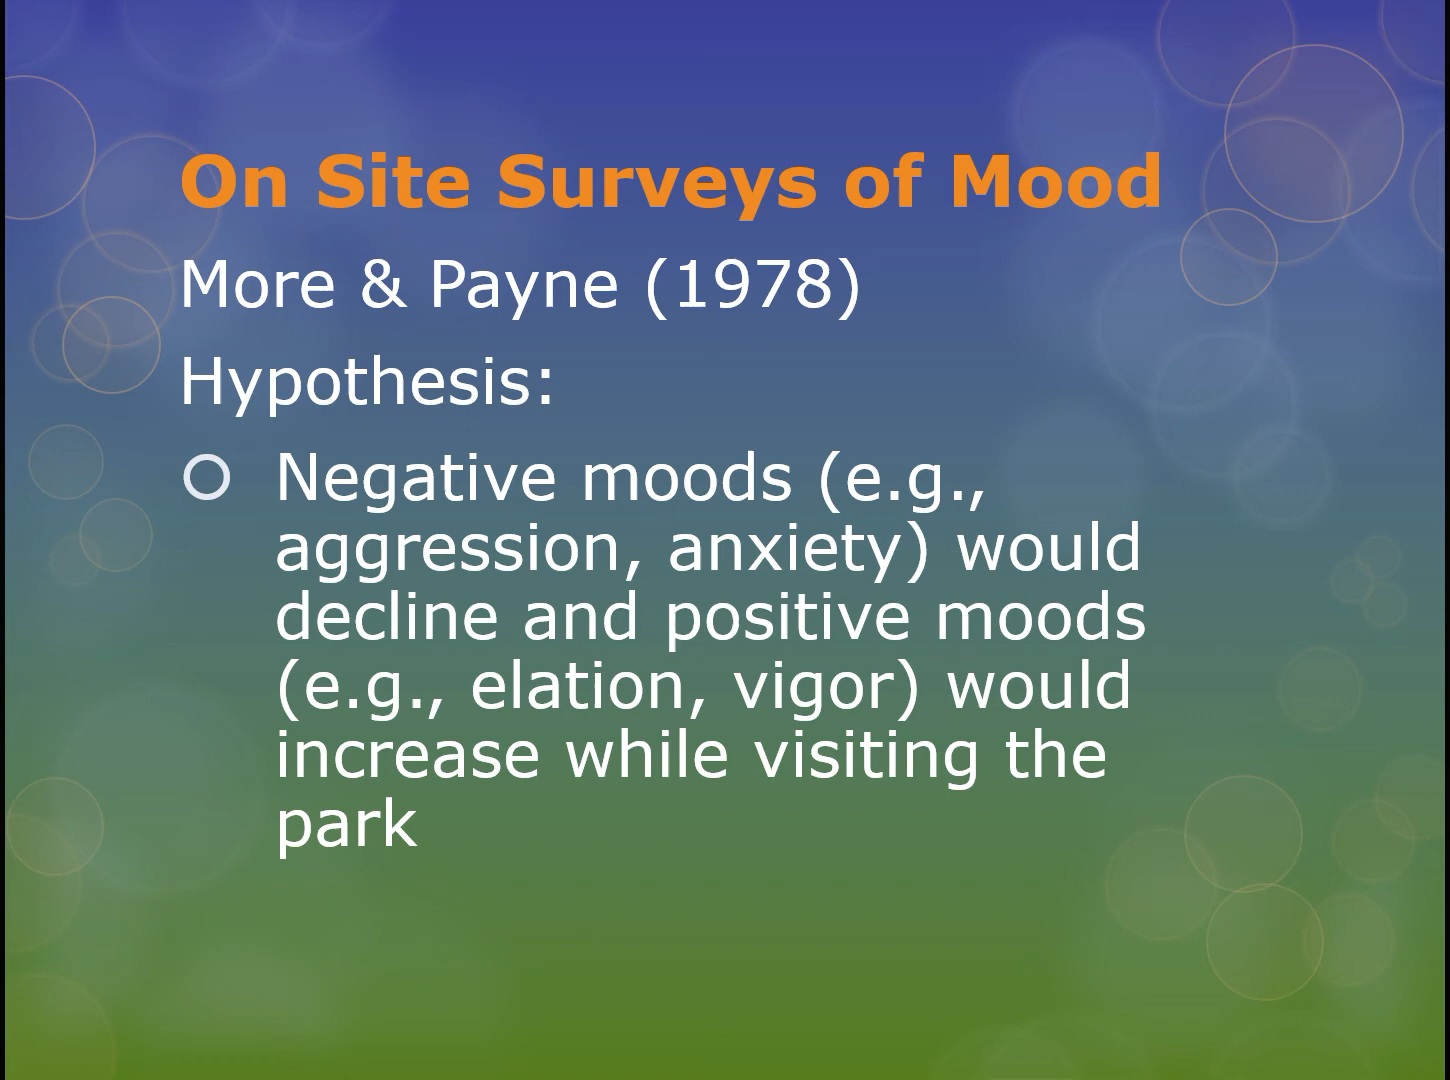 On Site Surveys of Mood
More & Payne (1978)
Hypothesis:
Negative moods (e.g.,
aggression, anxiety) would
decline and positive moods
(e.g., elation, vigor) would
increase while visiting the
park